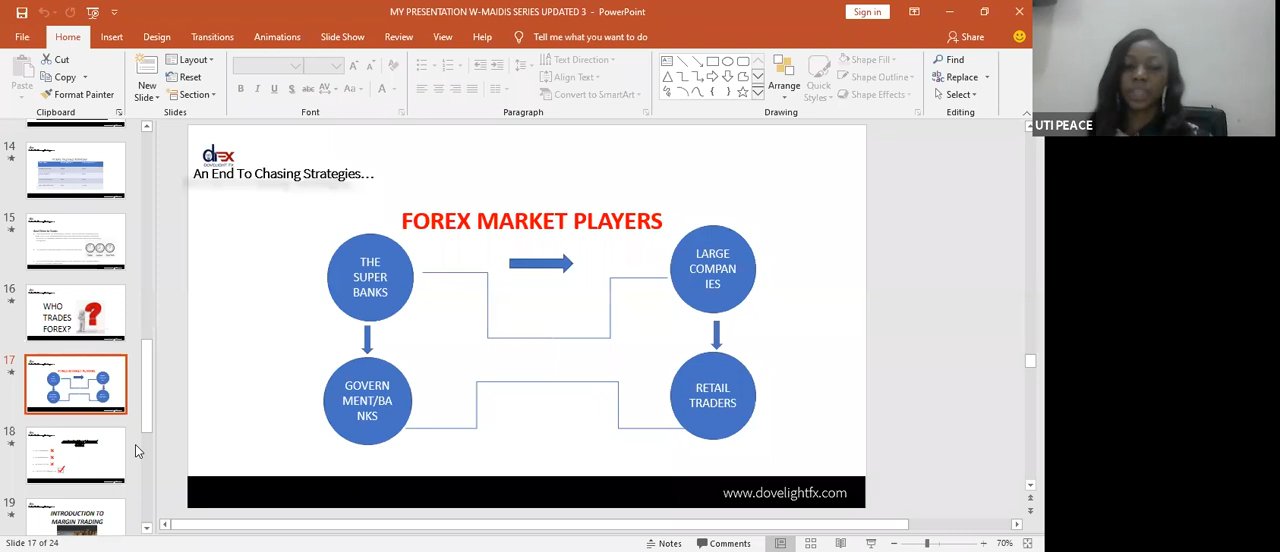 MY PRESENTATION W-MAIDIS SERIES UPDATED 3 - PowerPoint
Sign in
File Home Insert Design Transitions Animations Slide Show Review View Help Tell me what you want to do Share
Paste
Cut
Copy
Format Painter
Clipboard
New
Slide
Layout
Reset
Section
Slides
B I U S abc AV Aa A
Font
Text Direction
Align Text
Convert to SmartArt
Paragraph
Arrange
Quick
Styles
Shape Fill
Shape Outline
Shape Effects
Drawing
Find
Replace
Select
Editing
UTI PEACE
14
15
16
WHO
TRADES
FOREX?
17
18
19
INTRODUCTION TO
MARGIN TRADING
DOVELIGHT FX
An End To Chasing Strategies...
FOREX MARKET PLAYERS
THE
SUPER
BANKS
LARGE
COMPAN
IES
GOVERN
MENT/BA
NKS
RETAIL
TRADERS
www.dovelightfx.com
Slide 17 of 24
Notes
Comments
70%